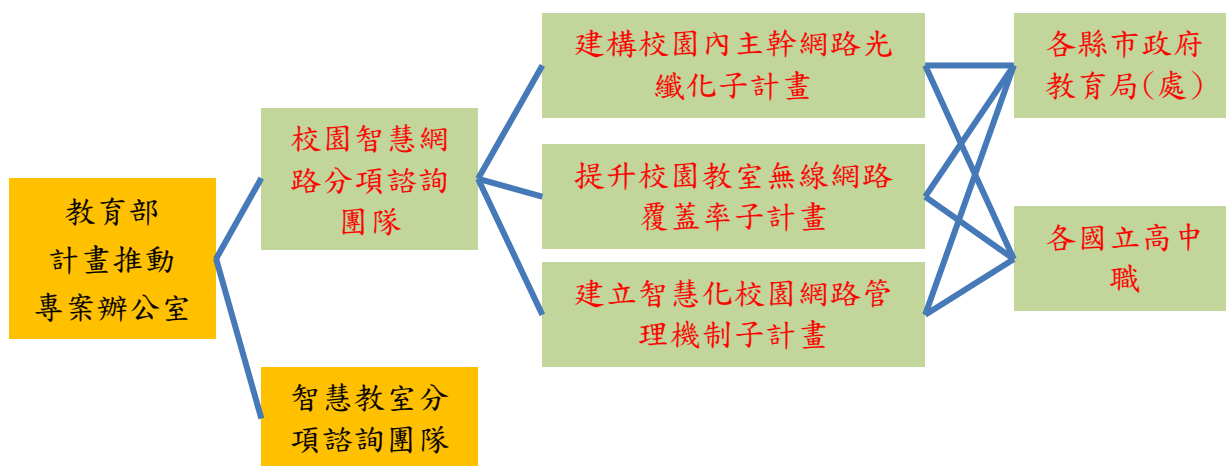 教育部
計畫推動
專案辦公室
校園智慧網
路分項諮詢
團隊
智慧教室分
項諮詢團隊
建構校園內主幹網路光
纖化子計畫
提升校園教室無線網路
覆蓋率子計畫
建立智慧化校園網路管
理機制子計畫
各縣市政府
教育局(處)
各國立高中
職